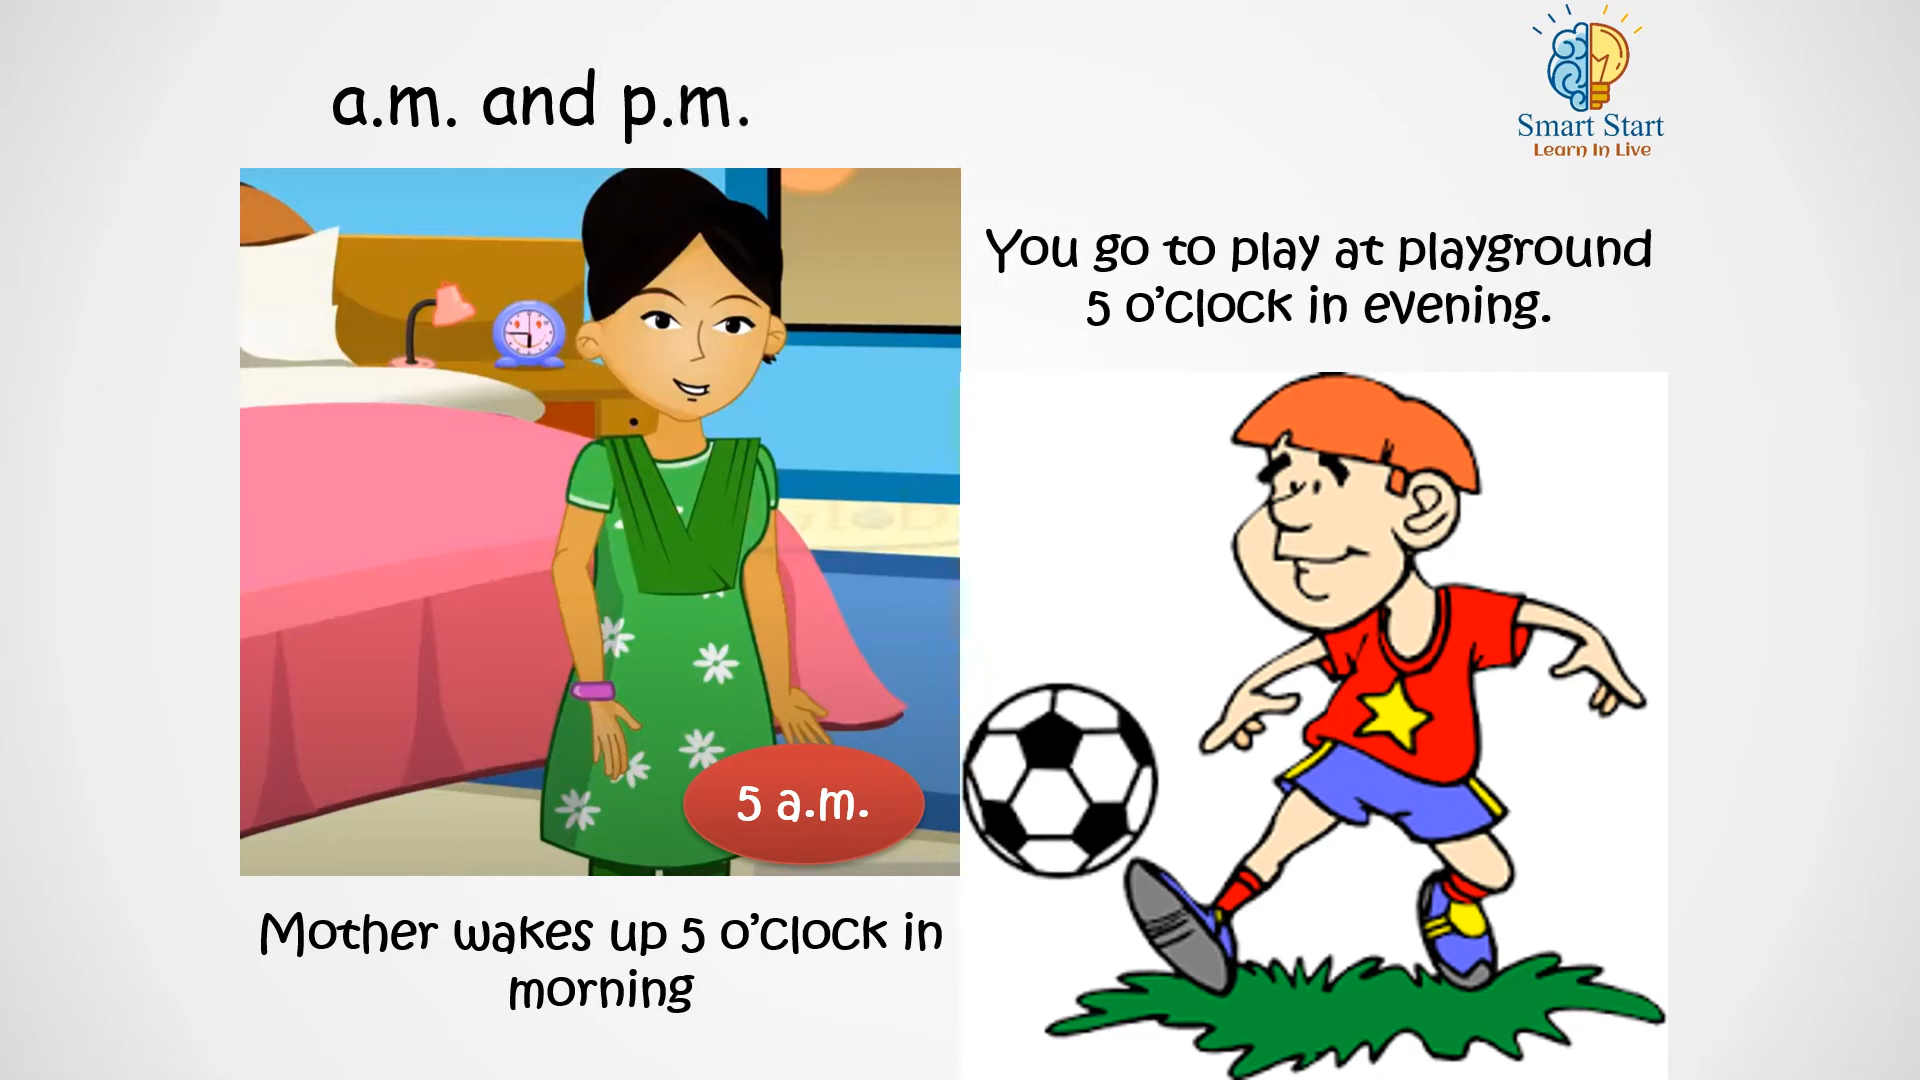 a.m. and p.m.
Smart Start
Learn In Live
You go to play at playground
5 o’clock in evening.
5 a.m.
Mother wakes up 5 o’clock in
morning